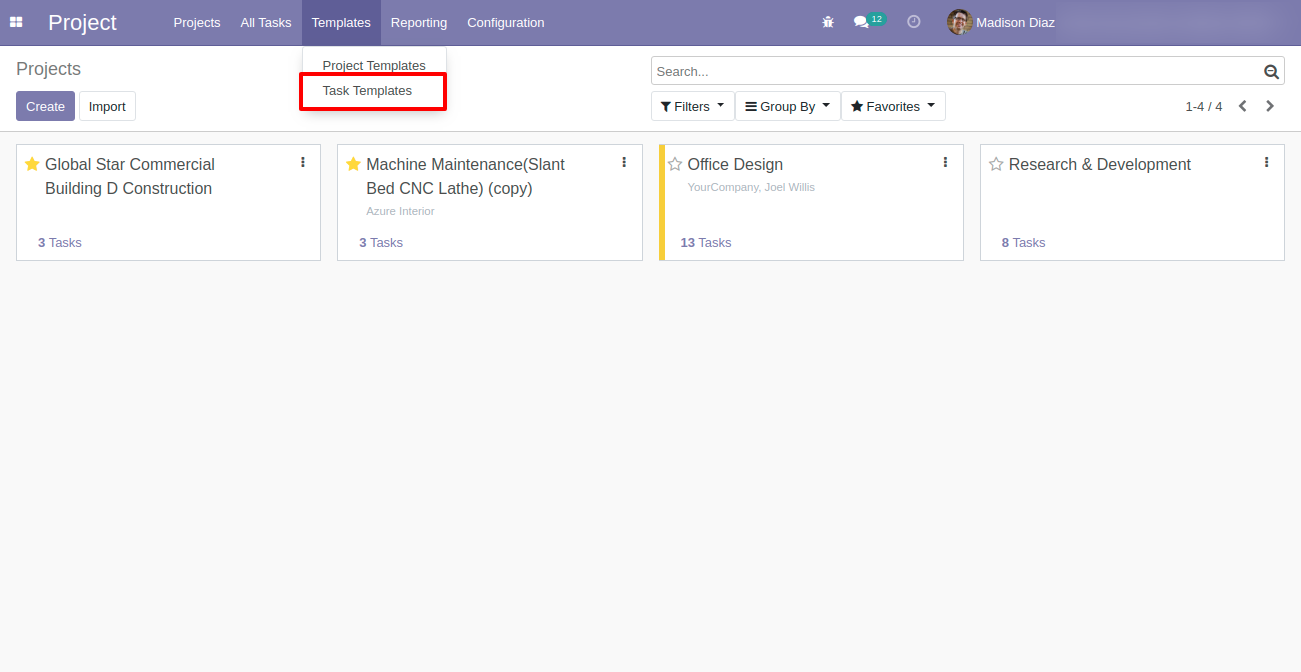 Project
Projects
All Tasks
Templates
Reporting
Configuration
12
Madison Diaz
Project Templates
Task Templates
Projects
Search...
Create
Import
Filters
Group By
Favorites
1-4 / 4
Global Star Commercial
Building D Construction
3 Tasks
Machine Maintenance(Slant
Bed CNC Lathe) (copy)
Azure Interior
3 Tasks
Office Design
YourCompany, Joel Willis
13 Tasks
Research & Development
8 Tasks